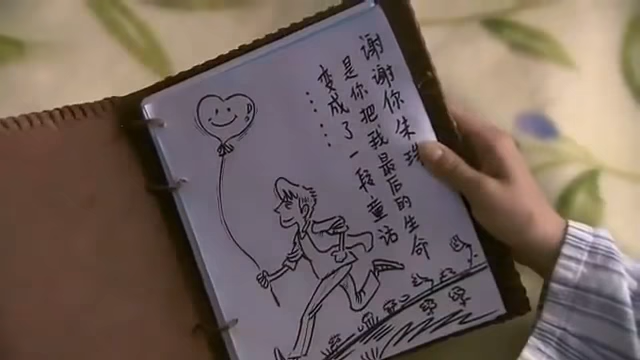 谢谢你朱珠
是你把我最后的生命
变成了一段童话
……